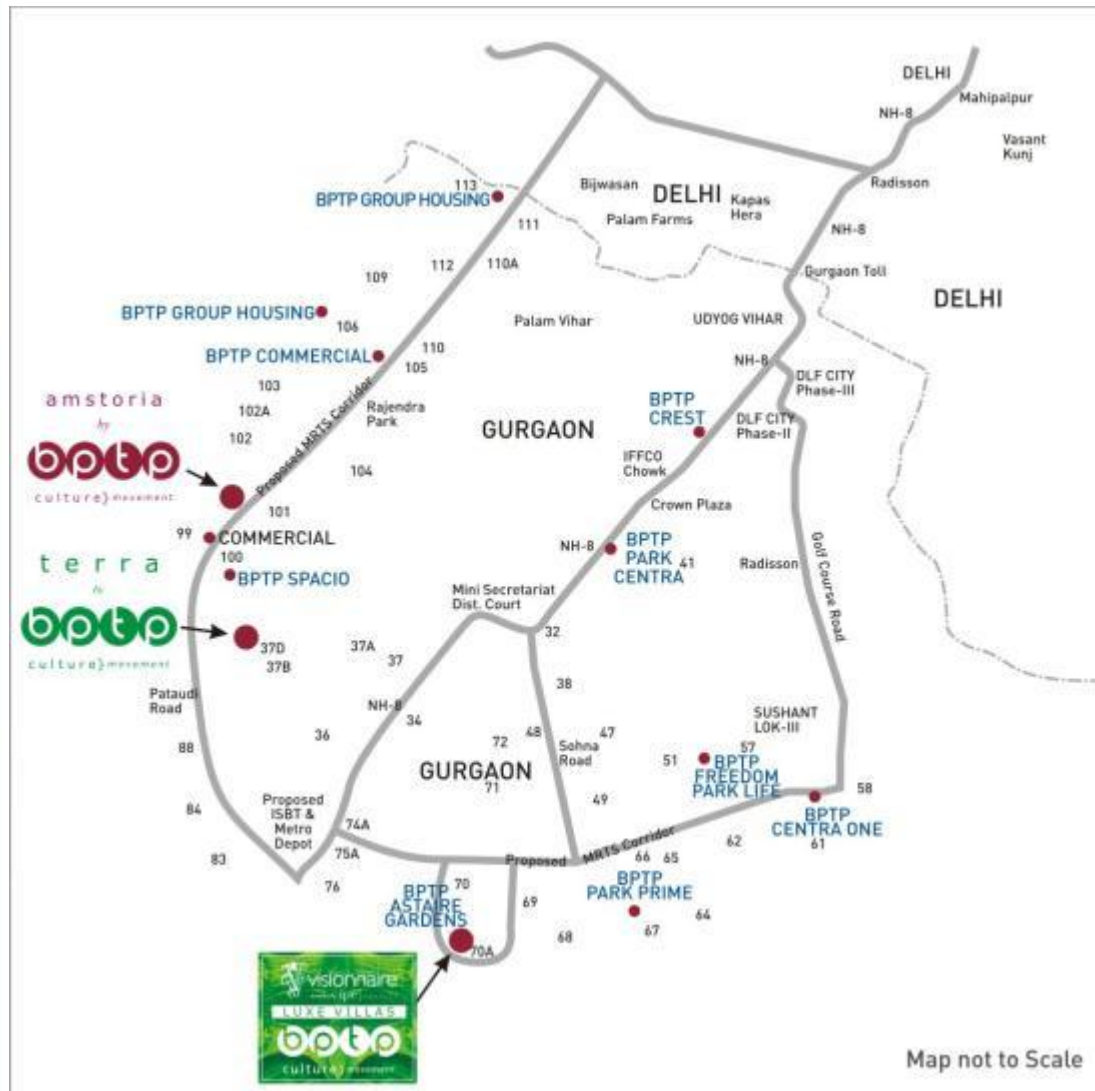 DELHI
NH-8
Mahipalpur
Vasant
Kunj
Radisson
113
BPTP GROUP HOUSING
Bijwasan
DELHI
Kapas
Hera
Palam Farms
111
NH-8
112
110A
109
Gurgaon Toll
DELHI
BPTP GROUP HOUSING
106
Palam Vihar
UDYOG VIHAR
110
BPTP COMMERCIAL
105
NH-8
103
DLF CITY
Phase-III
amstoria
by
bptp
culture}movement
102A
102
Proposed MRTS Corridor
Rajendra
Park
BPTP
CREST
DLF CITY
Phase-II
GURGAON
IFFCO
Chowk
104
Crown Plaza
101
99
COMMERCIAL
100
BPTP SPACIO
NH-8
BPTP
PARK
CENTRA
41
Radisson
Golf Course Road
terra
by
bptp
culture}movement
Mini Secretariat
Dist. Court
32
37D
37B
37A
37
38
Pataudi
Road
NH-8
34
36
48
47
72
Sohna
Road
SUSHANT
LOK-III
57
51
BPTP
FREEDOM
PARK LIFE
88
GURGAON
71
58
84
Proposed
ISBT &
Metro
Depot
49
BPTP
CENTRA ONE
61
74A
62
83
75A
Proposed MRTS Corridor
66
65
76
70
BPTP
ASTAIRE
GARDENS
69
BPTP
PARK PRIME
64
67
68
70A
visionnaire
LUXE VILLAS
bptp
culture}movement
Map not to Scale